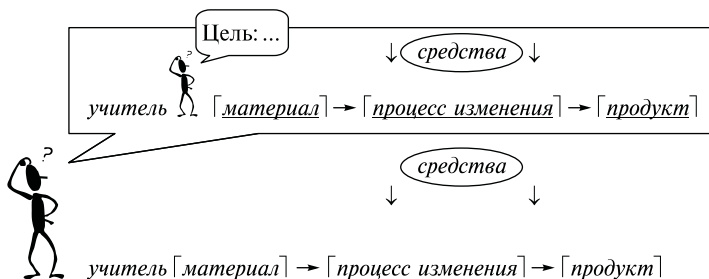 Цель: ...
?
↓ средства ↓
учитель ⌈материал⌉ → ⌈процесс изменения⌉ → ⌈продукт⌉
?
средства
↓ ↓
учитель ⌈материал⌉ → ⌈процесс изменения⌉ → ⌈продукт⌉